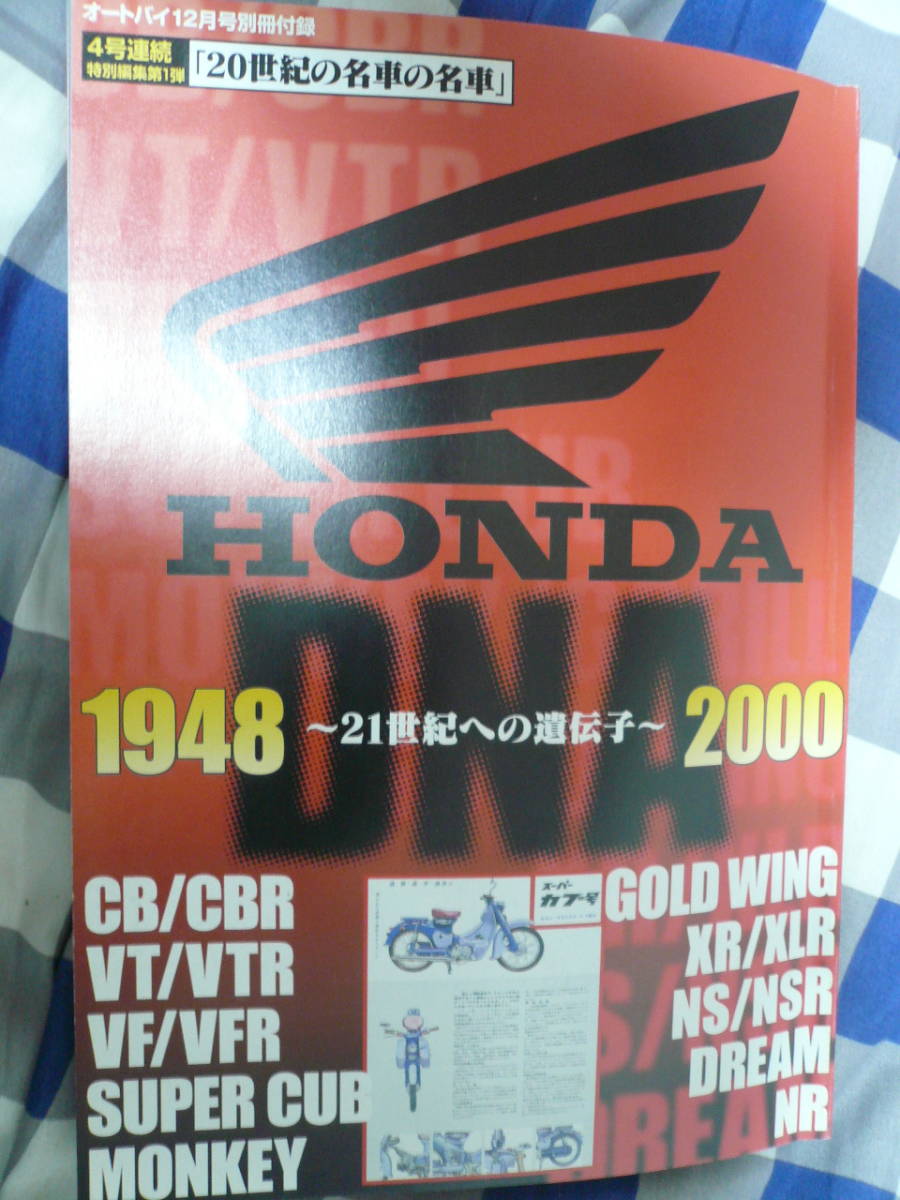 オートバイ12月号別冊付録
4号連続
特別編集第1弾
「20世紀の名車の名車」
HONDA
DNA
1948
～21世紀への遺伝子～
2000
CB/CBR
VT/VTR
VF/VFR
SUPER CUB
MONKEY
スーパー
カブ号
GOLD WING
XR/XLR
NS/NSR
DREAM
NR